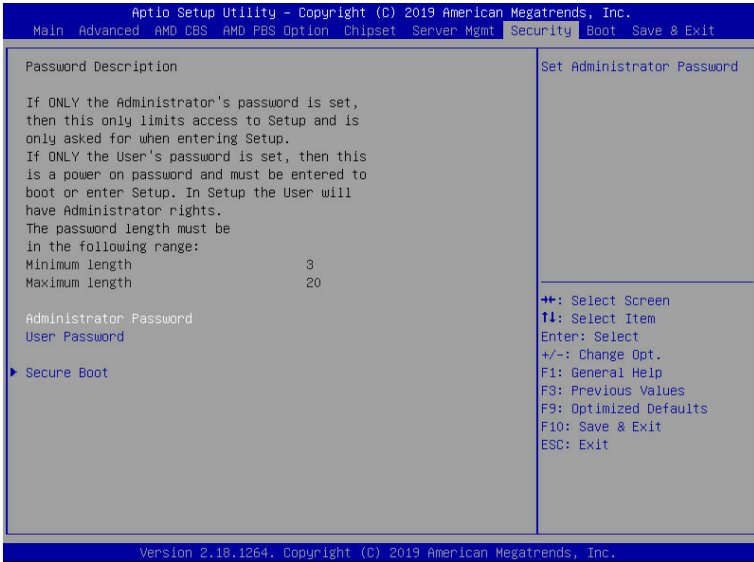 Aptio Setup Utility – Copyright (C) 2019 American Megatrends, Inc.
Main Advanced AMD CBS AMD PBS Option Chipset Server Mgmt Security Boot Save & Exit
Password Description
If ONLY the Administrator's password is set,
then this only limits access to Setup and is
only asked for when entering Setup.
If ONLY the User's password is set, then this
is a power on password and must be entered to
boot or enter Setup. In Setup the User will
have Administrator rights.
The password length must be
in the following range:
Minimum length 3
Maximum length 20
Administrator Password
User Password
Secure Boot
Set Administrator Password
→←: Select Screen
↑↓: Select Item
Enter: Select
+/-: Change Opt.
F1: General Help
F3: Previous Values
F9: Optimized Defaults
F10: Save & Exit
ESC: Exit
Version 2.18.1264. Copyright (C) 2019 American Megatrends, Inc.